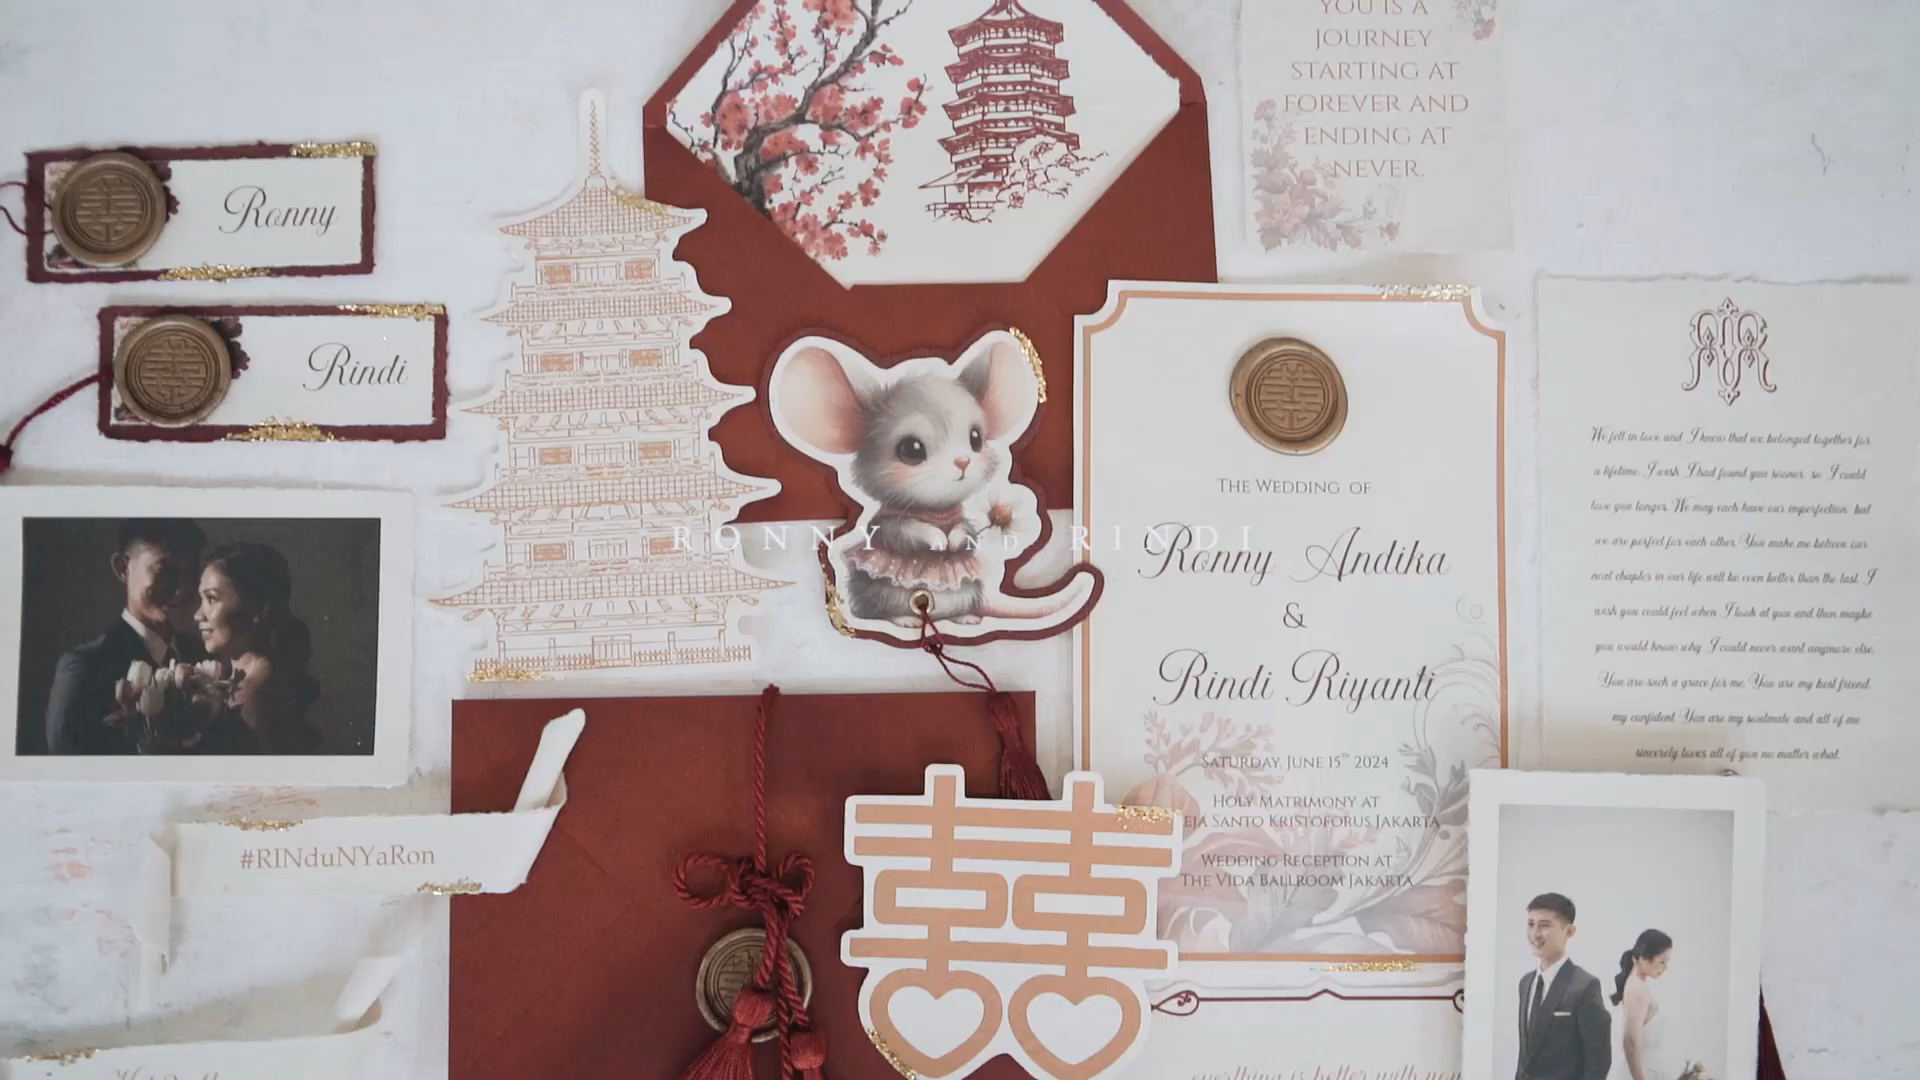 YOU IS A
JOURNEY
STARTING AT
FOREVER AND
ENDING AT
NEVER.
Ronny
Rindi
RONNY AND RINDI
THE WEDDING OF
Ronny Andika
&
Rindi Riyanti
SATURDAY, JUNE 15TH 2024
HOLY MATRIMONY AT
EJA SANTO KRISTOFORUS JAKARTA
WEDDING RECEPTION AT
THE VIDA BALLROOM JAKARTA
We fell in love and I knew that we belonged together for
a lifetime. I wish I had found you sooner, so I could
love you longer. We may each have our imperfection, but
we are perfect for each other. You make me believe our
next chapter in our life will be even better than the last. I
wish you could feel when I look at you and then maybe
you would know why I could never want anymore else.
You are such a grace for me. You are my best friend,
my confident. You are my soulmate and all of me
sincerely loves all of you no matter what.
#RINduNYaRon
囍
everything is better with you